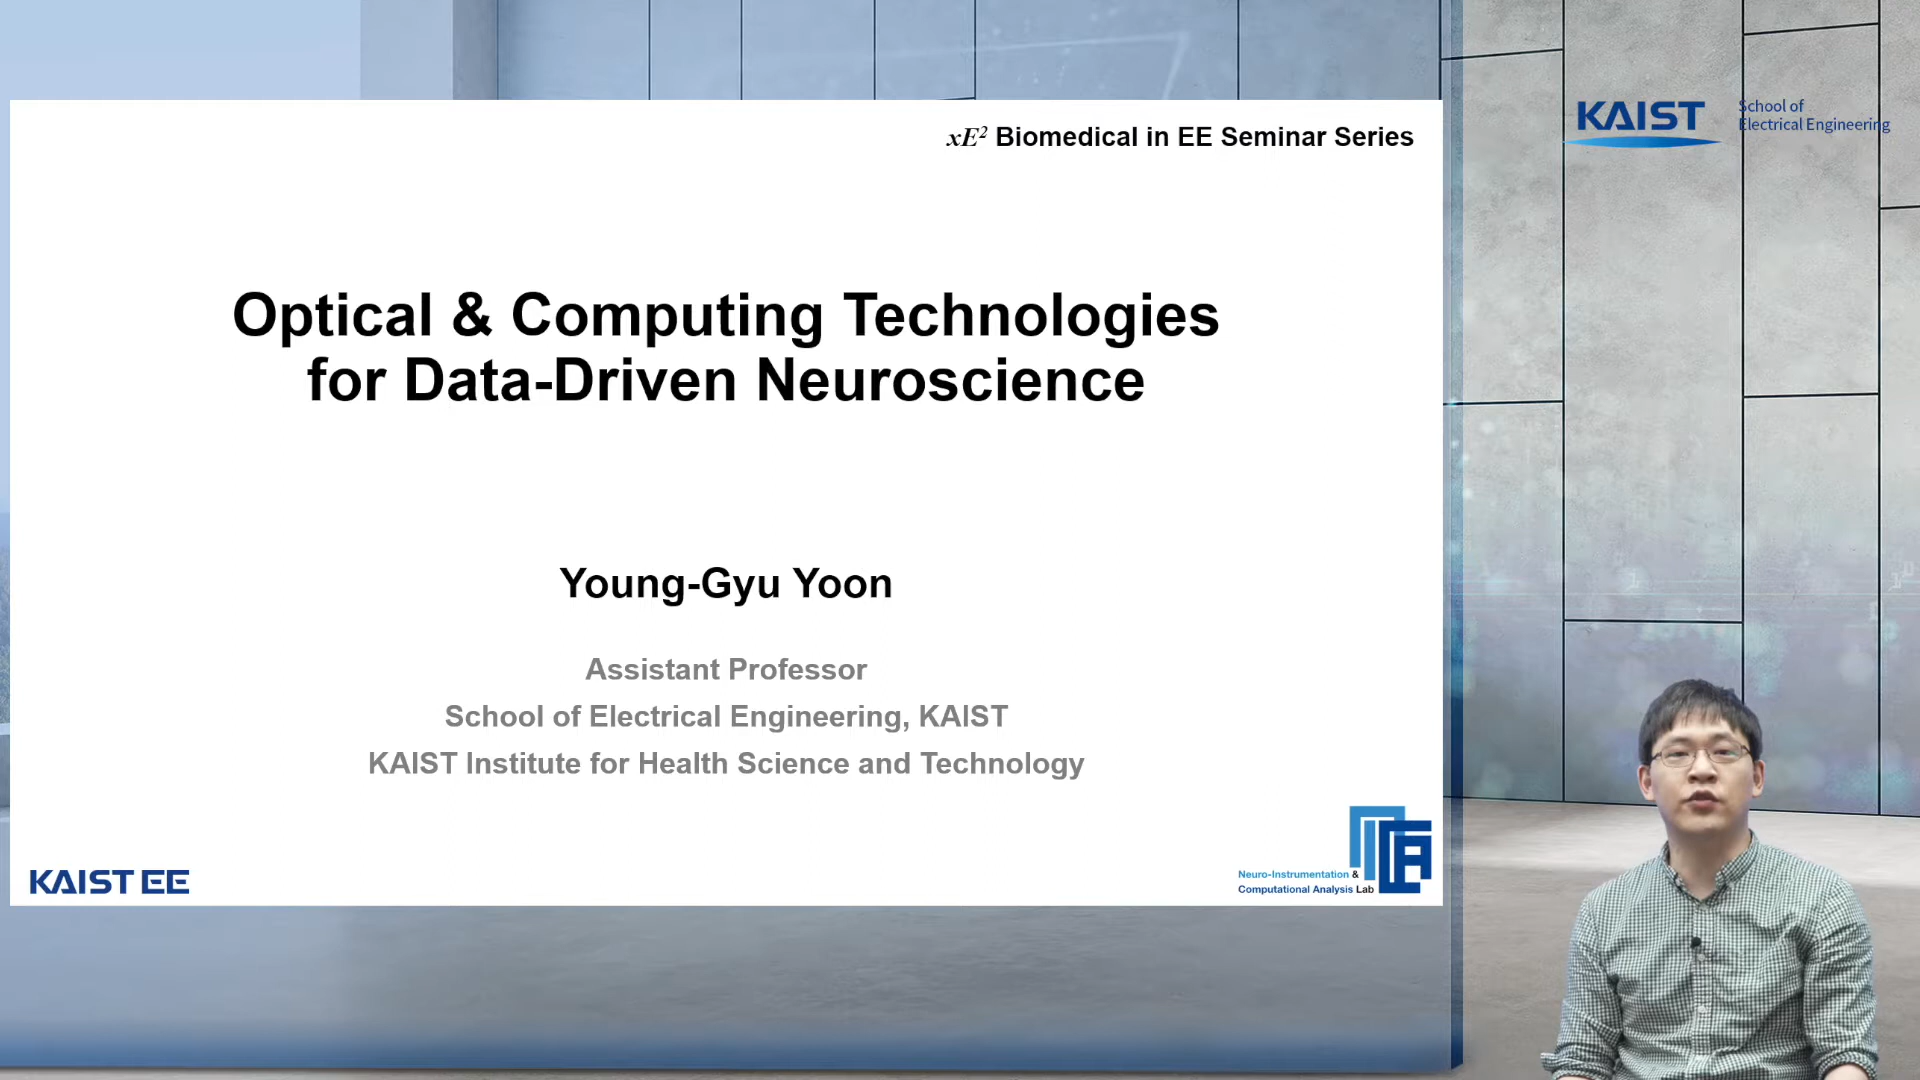 xE² Biomedical in EE Seminar Series
KAIST
School of
Electrical Engineering
Optical & Computing Technologies
for Data-Driven Neuroscience
Young-Gyu Yoon
Assistant Professor
School of Electrical Engineering, KAIST
KAIST Institute for Health Science and Technology
KAIST EE
Neuro-Instrumentation &
Computational Analysis Lab